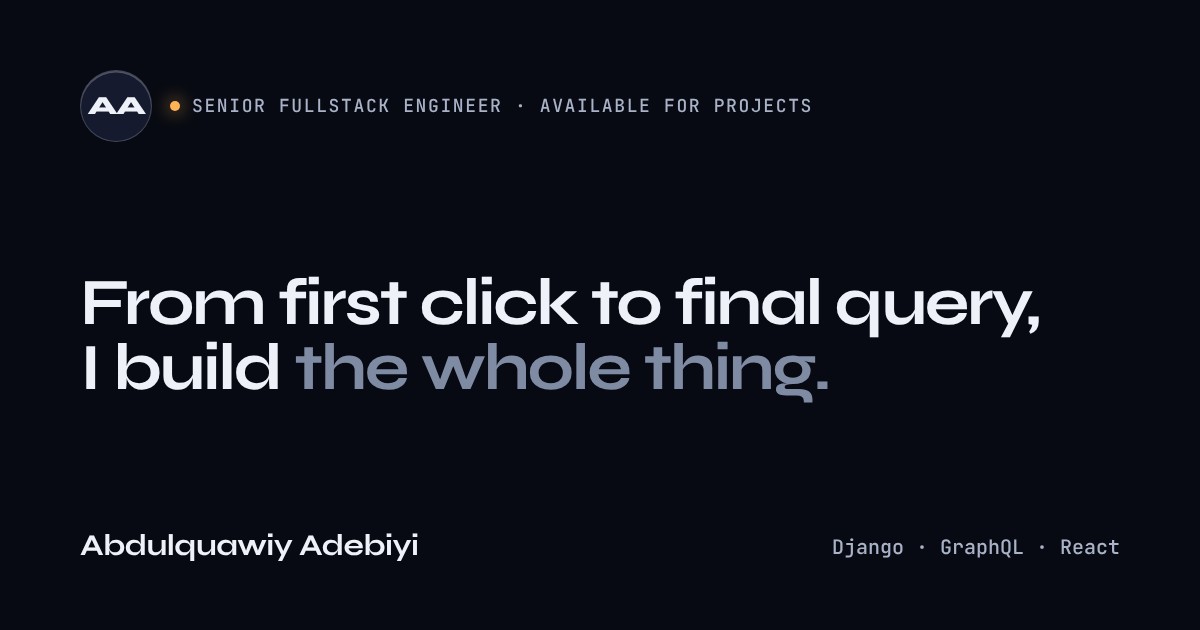 AA
SENIOR FULLSTACK ENGINEER · AVAILABLE FOR PROJECTS
From first click to final query,
I build the whole thing.
Abdulquawiy Adebiyi
Django · GraphQL · React